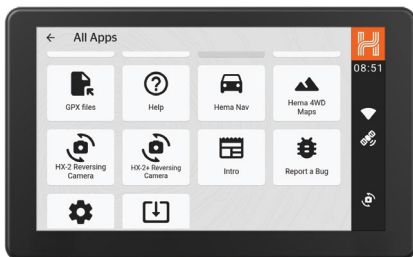 ← All Apps
08:51
GPX files
Help
Hema Nav
Hema 4WD
Maps
HX-2 Reversing
Camera
HX-2+ Reversing
Camera
Intro
Report a Bug